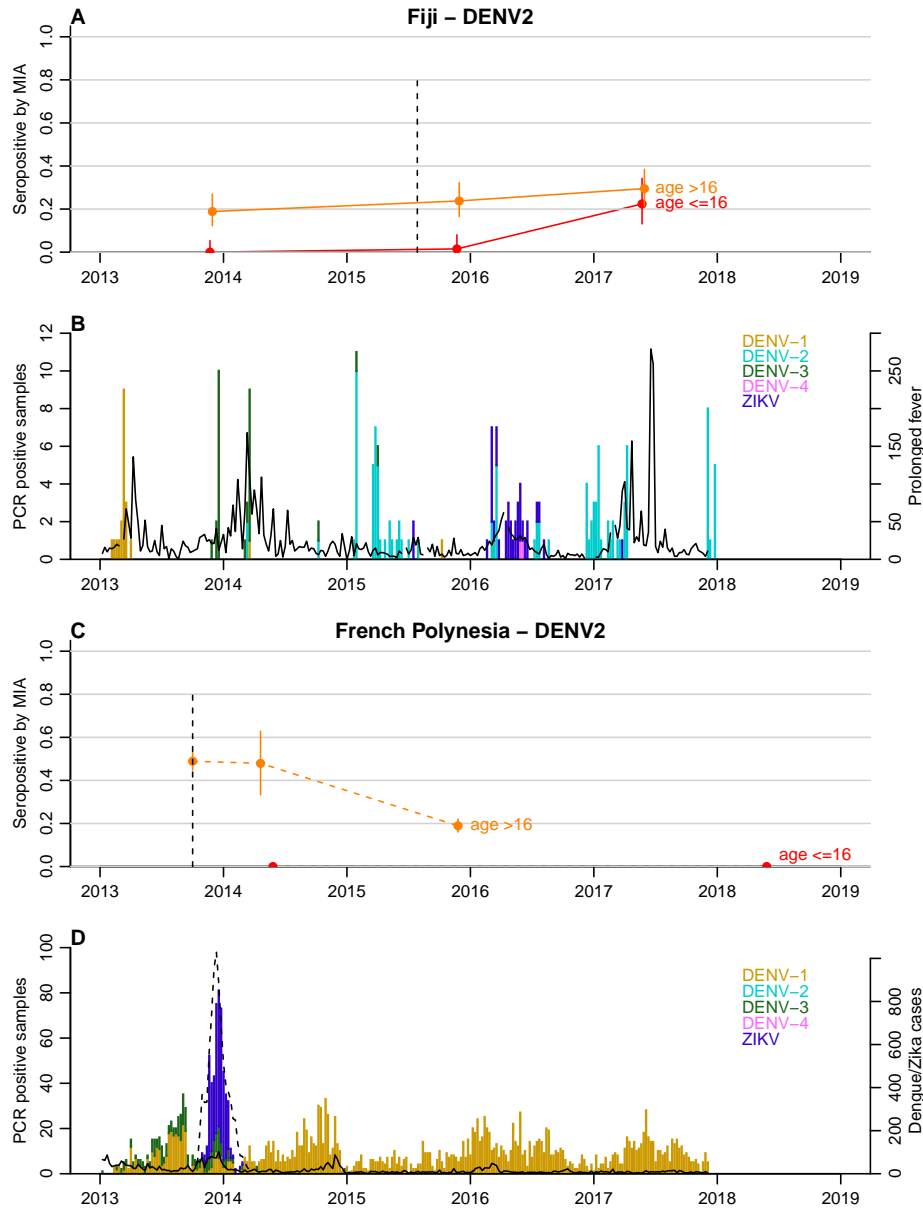 A
Fiji – DENV2
Seropositive by MIA
0.0 0.2 0.4 0.6 0.8 1.0
age >16
age <=16
2013 2014 2015 2016 2017 2018 2019
B
PCR positive samples
0 2 4 6 8 10 12
DENV−1
DENV−2
DENV−3
DENV−4
ZIKV
0 50 150 250
Prolonged fever
2013 2014 2015 2016 2017 2018 2019
C
French Polynesia – DENV2
Seropositive by MIA
0.0 0.2 0.4 0.6 0.8 1.0
age >16
age <=16
2013 2014 2015 2016 2017 2018 2019
D
PCR positive samples
0 20 40 60 80 100
DENV−1
DENV−2
DENV−3
DENV−4
ZIKV
0 200 400 600 800
Dengue/Zika cases
2013 2014 2015 2016 2017 2018 2019